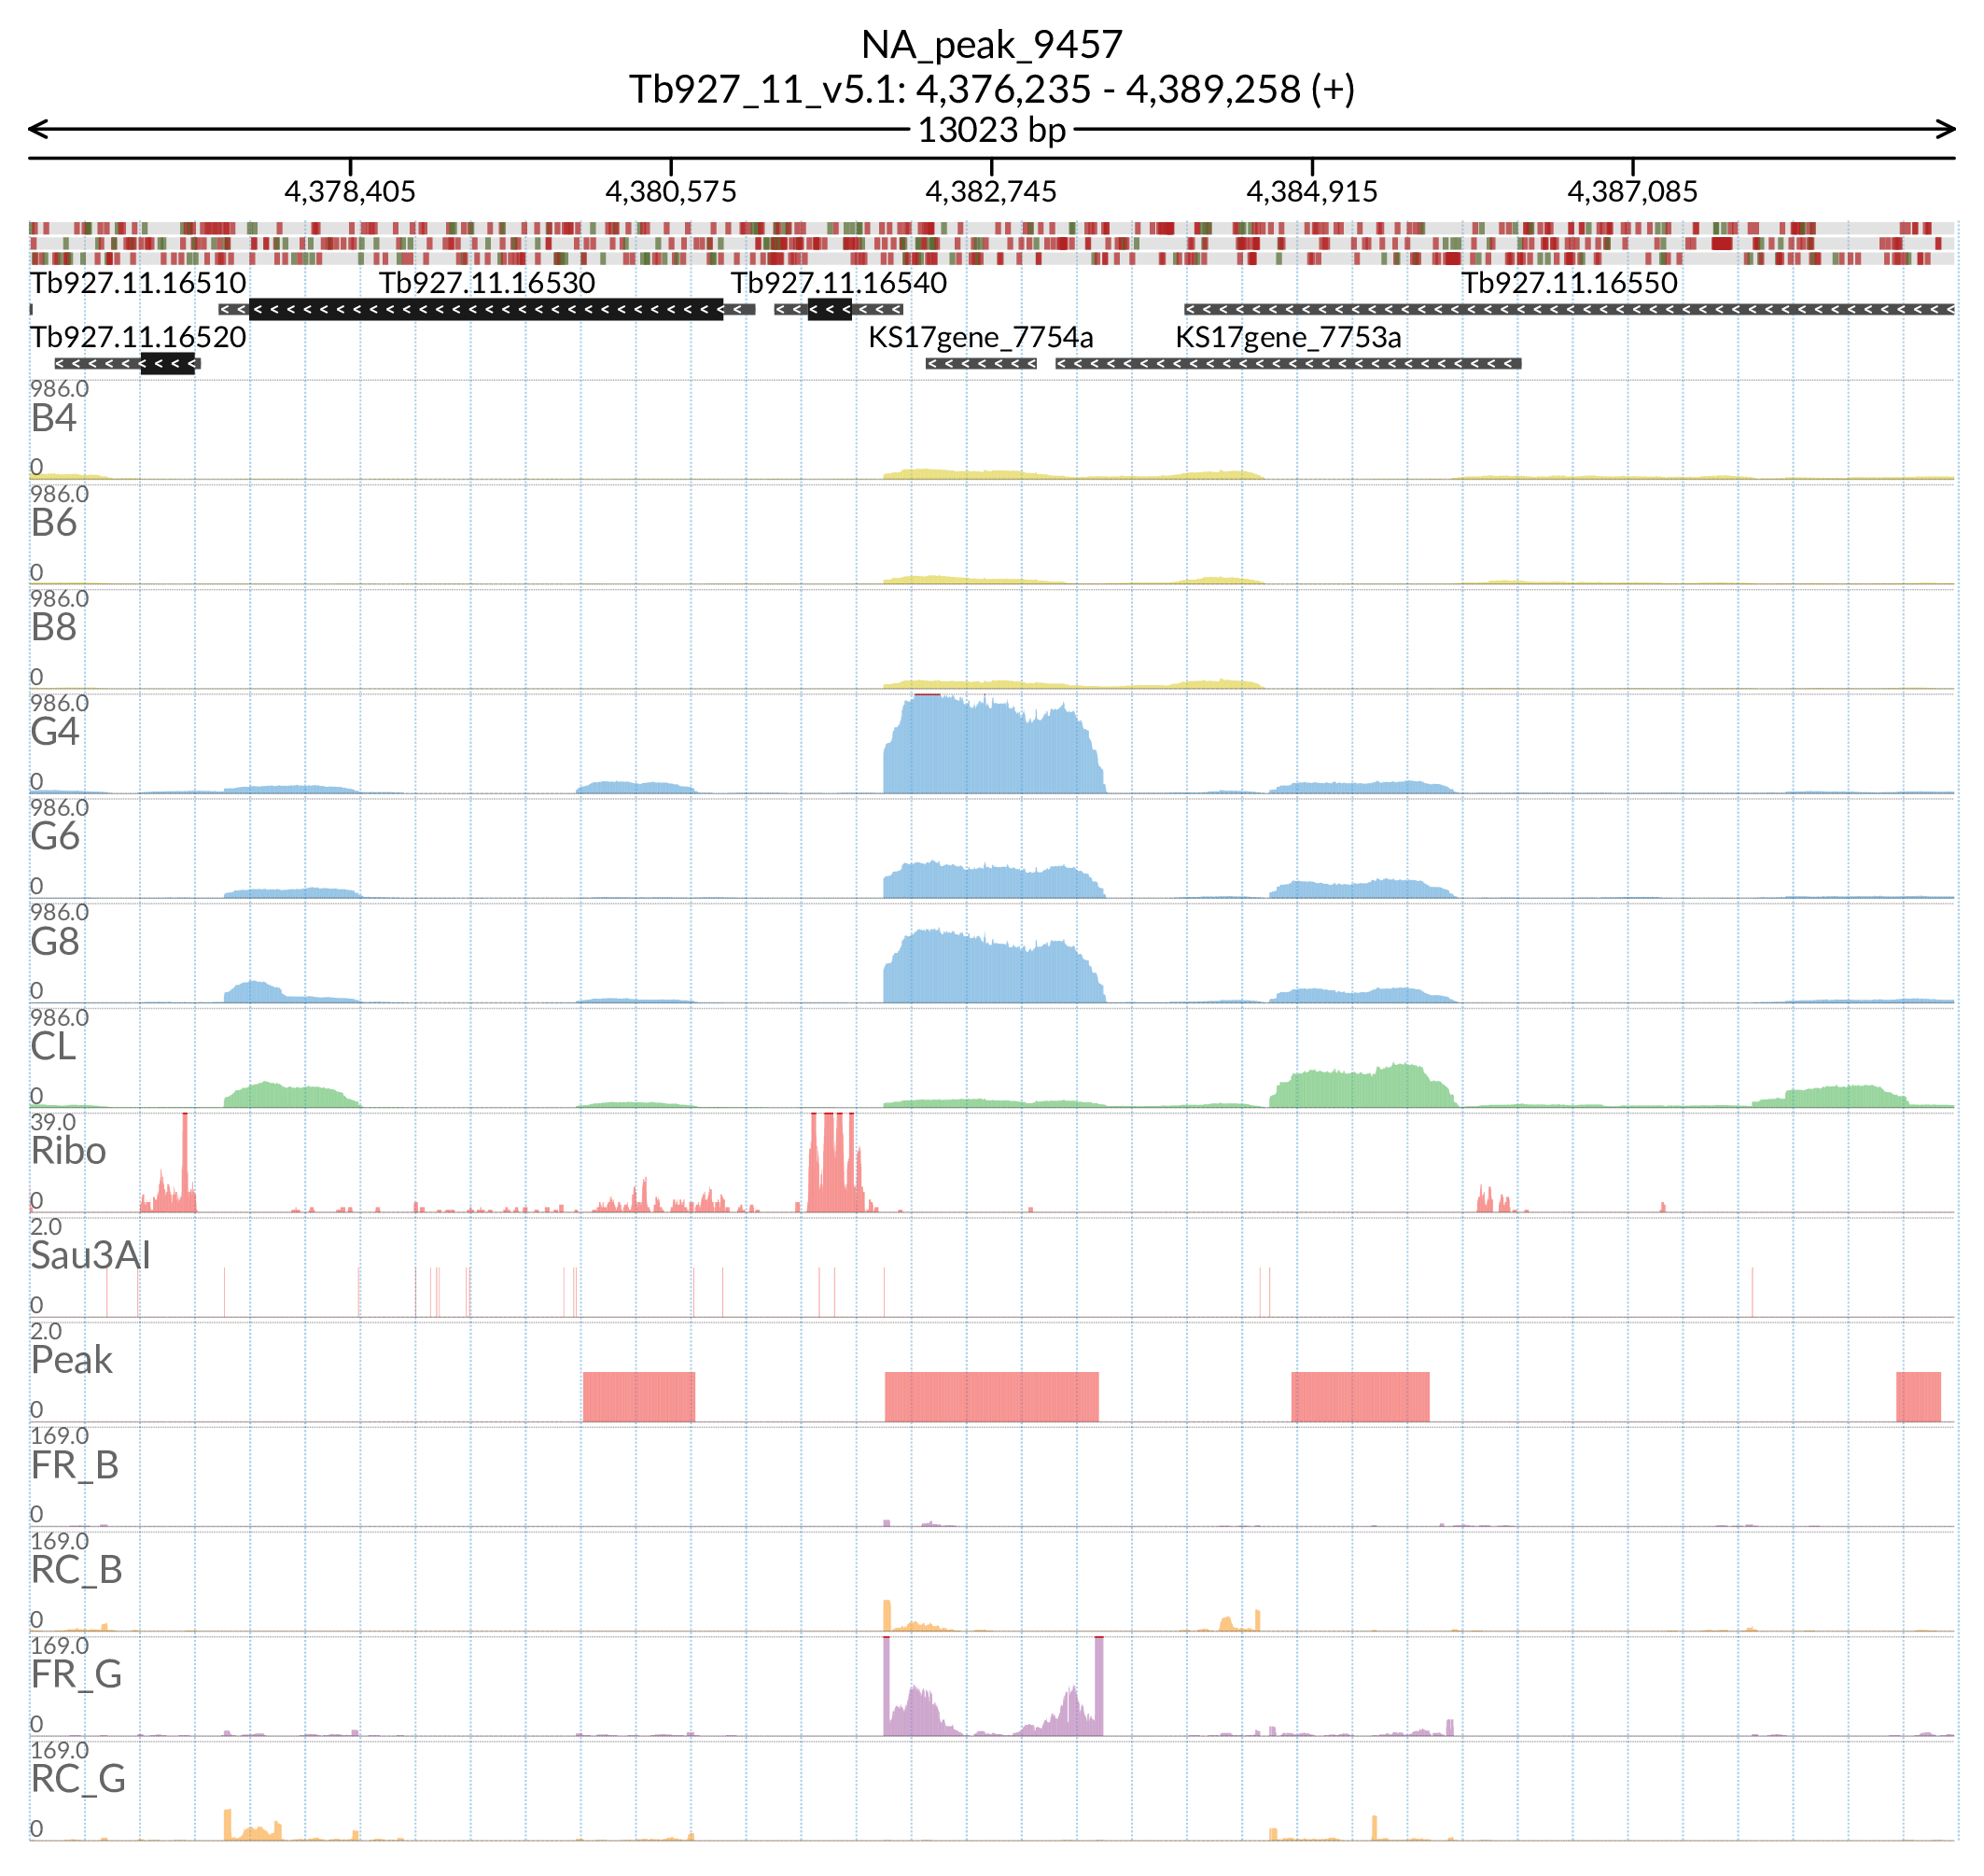 NA_peak_9457
Tb927_11_v5.1: 4,376,235 - 4,389,258 (+)
13023 bp
4,378,405 4,380,575 4,382,745 4,384,915 4,387,085
Tb927.11.16510 Tb927.11.16530 Tb927.11.16540 Tb927.11.16550
Tb927.11.16520 KS17gene_7754a KS17gene_7753a
986.0
B4
0
986.0
B6
0
986.0
B8
0
986.0
G4
0
986.0
G6
0
986.0
G8
0
986.0
CL
0
39.0
Ribo
0
2.0
Sau3AI
0
2.0
Peak
0
169.0
FR_B
0
169.0
RC_B
0
169.0
FR_G
0
169.0
RC_G
0